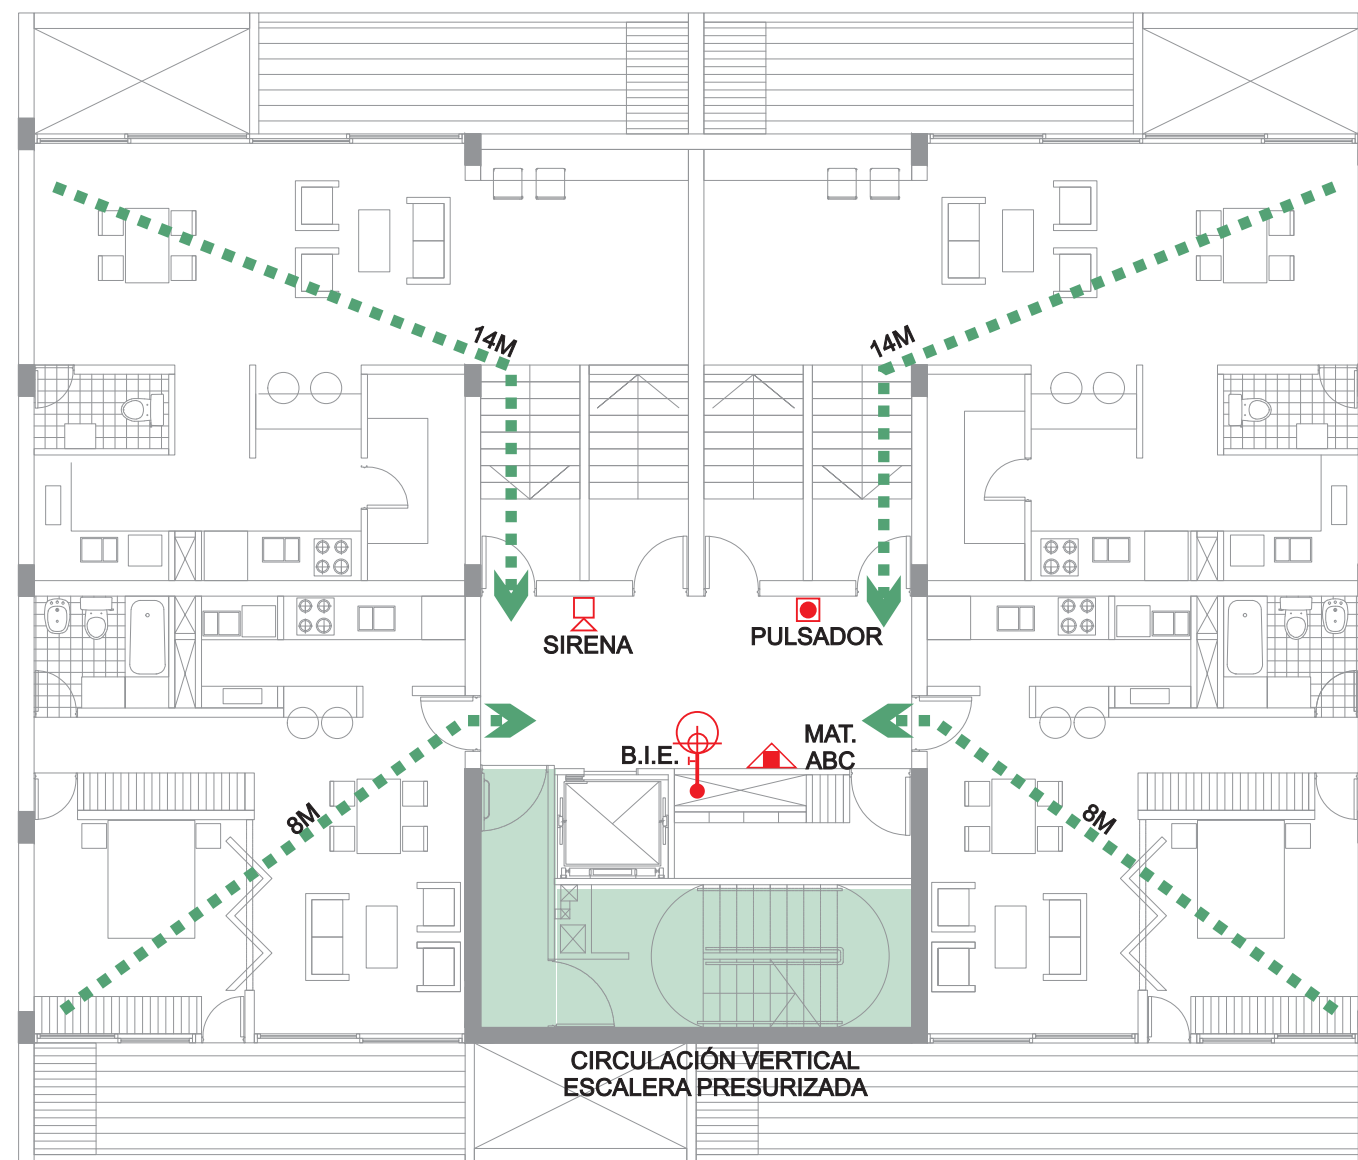 14M
14M
SIRENA
PULSADOR
B.I.E.
MAT.
ABC
8M
8M
CIRCULACIÓN VERTICAL
ESCALERA PRESURIZADA